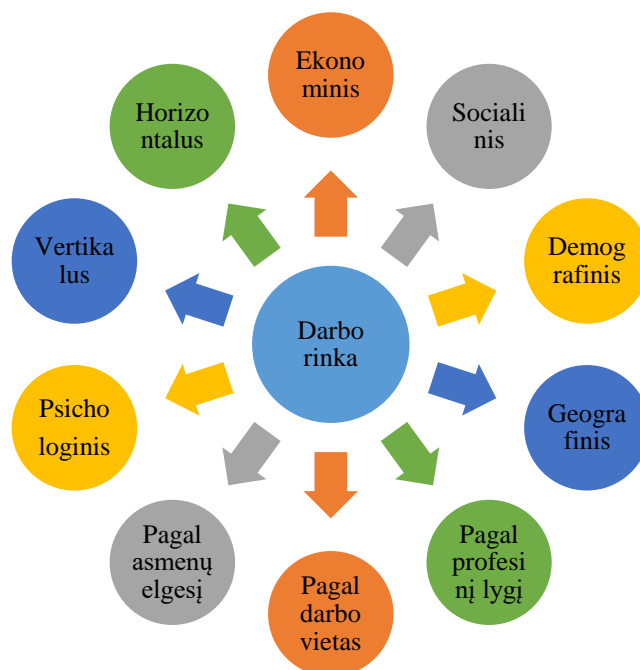 Ekono
minis
Sociali
nis
Demog
rafinis
Geogra
finis
Pagal
profesi
nį lygį
Pagal
darbo
vietas
Pagal
asmenų
elgesį
Psicho
loginis
Vertika
lus
Horizo
ntalus
Darbo
rinka